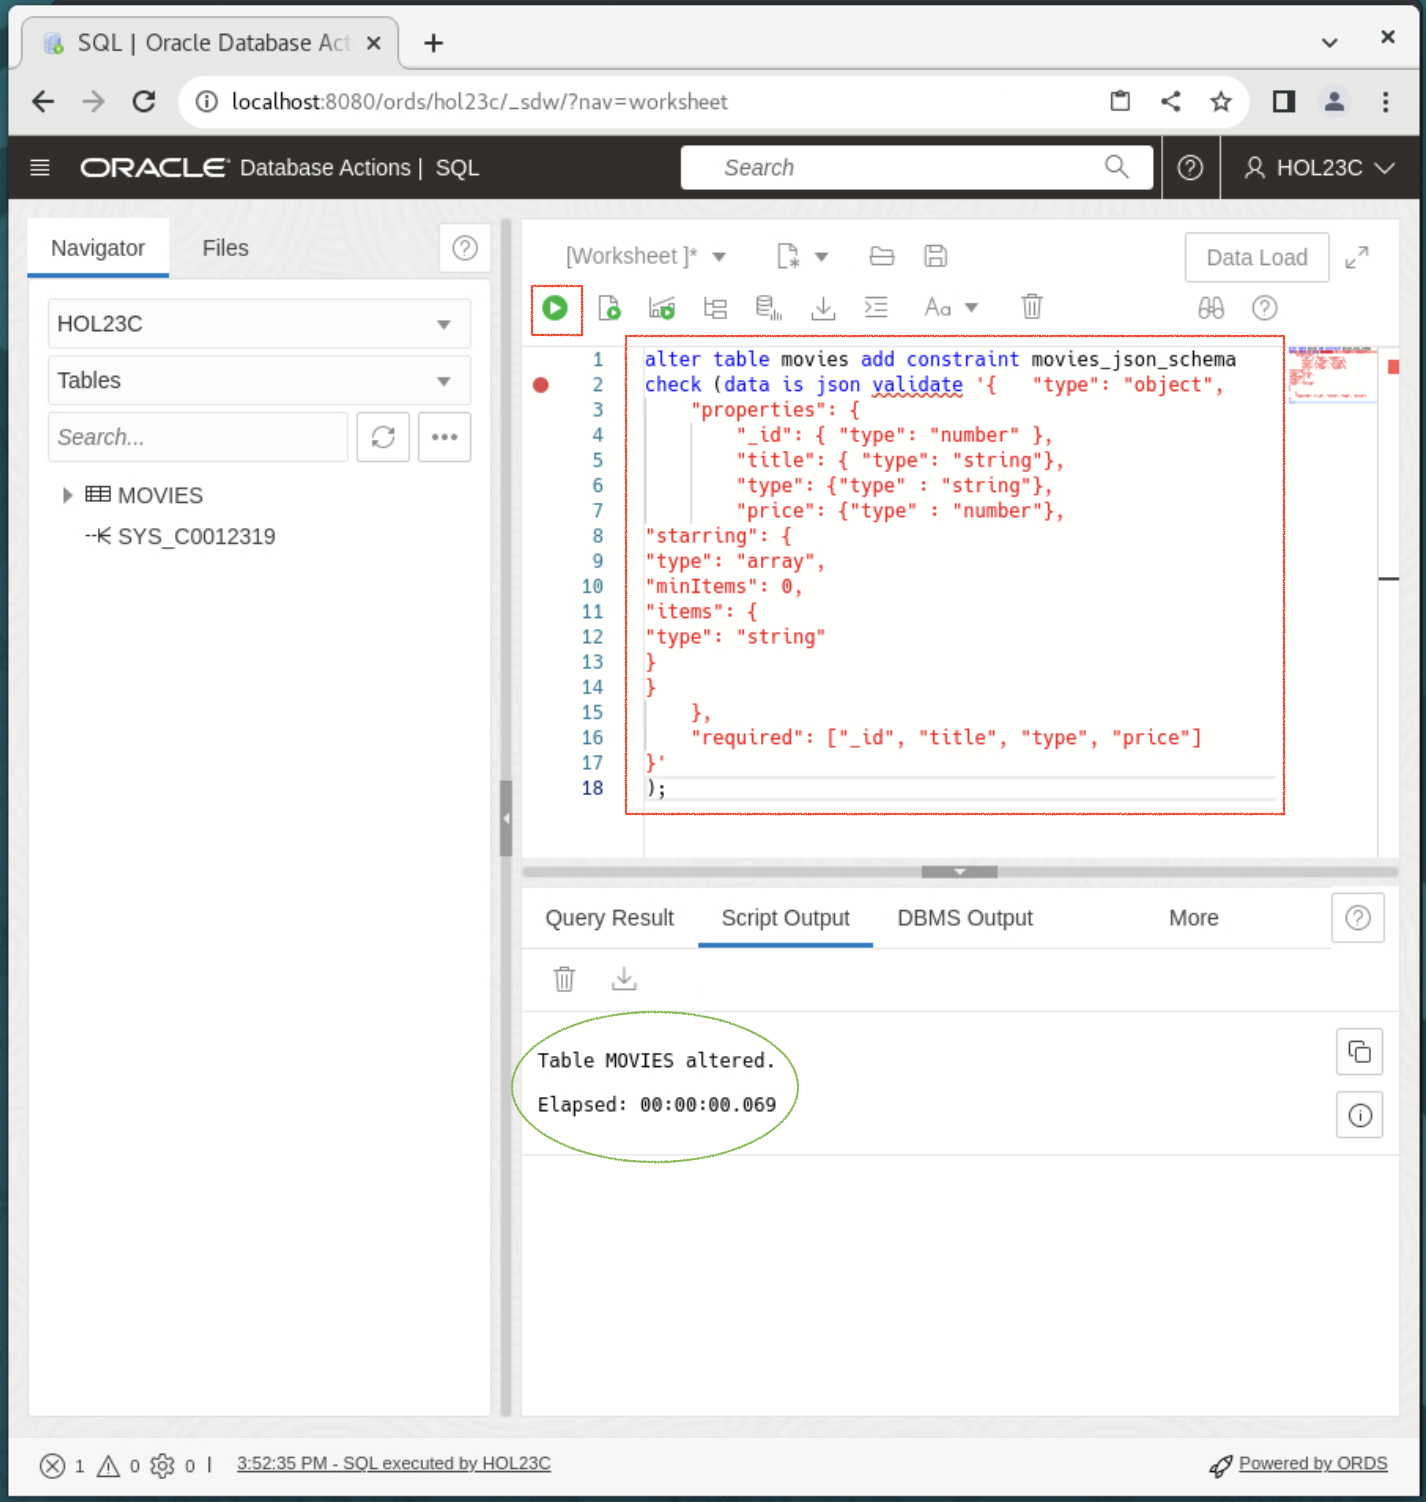 SQL | Oracle Database Act
localhost:8080/ords/hol23c/_sdw/?nav=worksheet
ORACLE Database Actions | SQL
Search
HOL23C
Navigator
Files
HOL23C
Tables
Search...
MOVIES
SYS_C0012319
[Worksheet ]*
Data Load
Aa
1 alter table movies add constraint movies_json_schema
2 check (data is json validate '{   "type": "object",
3     "properties": {
4         "_id": { "type": "number" },
5         "title": { "type": "string"},
6         "type": {"type" : "string"},
7         "price": {"type" : "number"},
8 "starring": {
9 "type": "array",
10 "minItems": 0,
11 "items": {
12 "type": "string"
13 }
14 }
15     },
16     "required": ["_id", "title", "type", "price"]
17 }'
18 );
Query Result
Script Output
DBMS Output
More
Table MOVIES altered.
Elapsed: 00:00:00.069
1 0 0 | 3:52:35 PM - SQL executed by HOL23C
Powered by ORDS